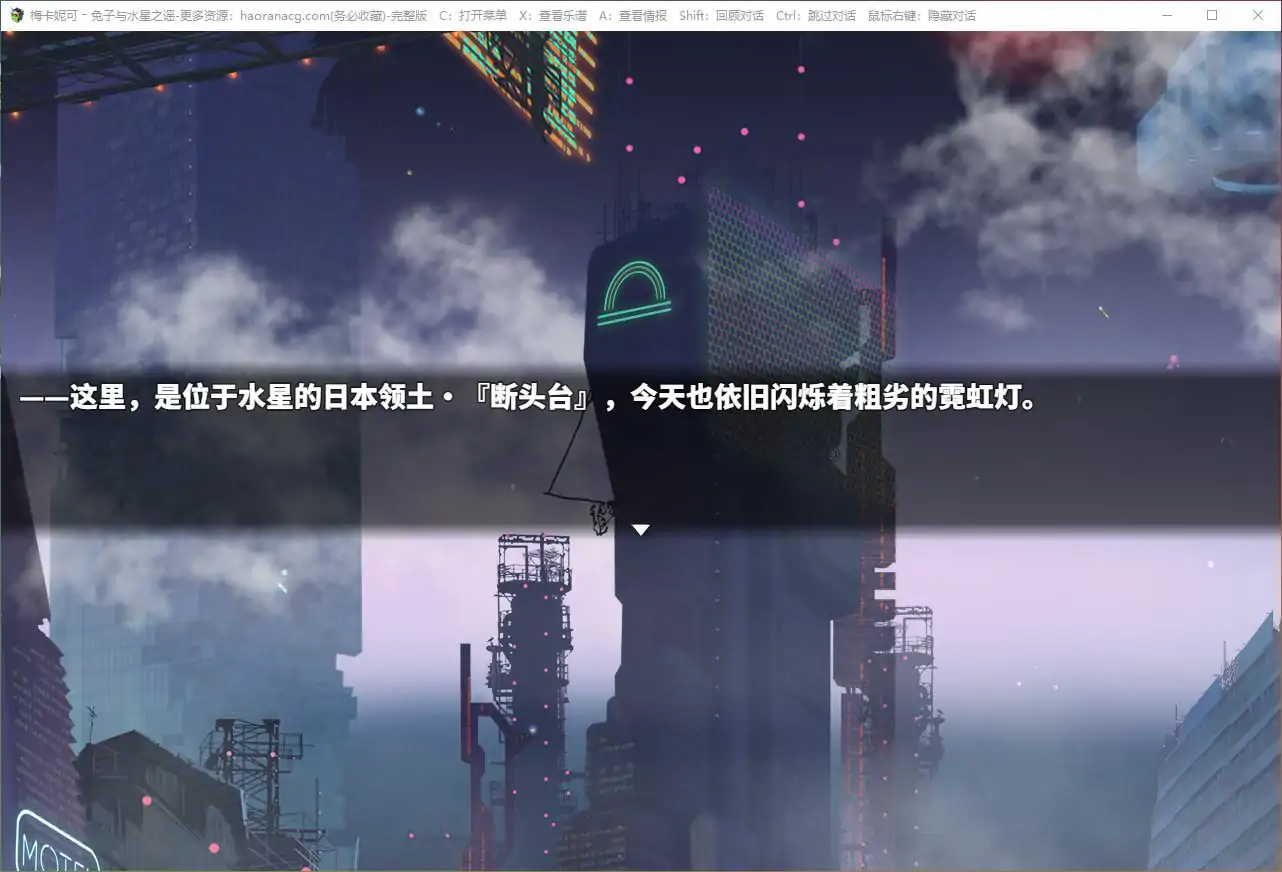 梅卡妮可 - 兔子与水星之谣-更多资源：haoranacg.com(务必收藏)-完整版 C：打开菜单 X：查看乐谱 A：查看情报 Shift：回顾对话 Ctrl：跳过对话 鼠标右键：隐藏对话
——这里，是位于水星的日本领土·『断头台』，今天也依旧闪烁着粗劣的霓虹灯。
MOTEL